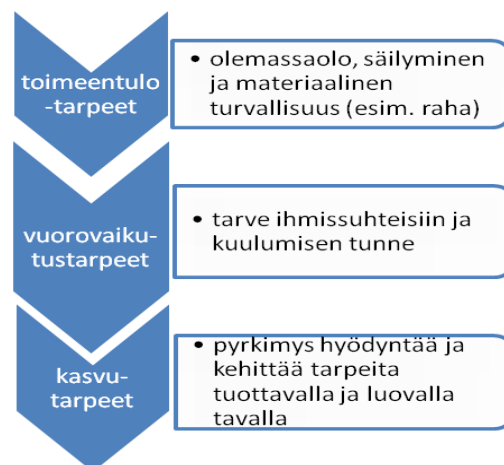 toimeentulo
-tarpeet
• olemassaolo, säilyminen
ja materiaalinen
turvallisuus (esim. raha)
vuorovaiku-
tustarpeet
• tarve ihmissuhteisiin ja
kuulumisen tunne
kasvu-
tarpeet
• pyrkimys hyödyntää ja
kehittää tarpeita
tuottavalla ja luovalla
tavalla